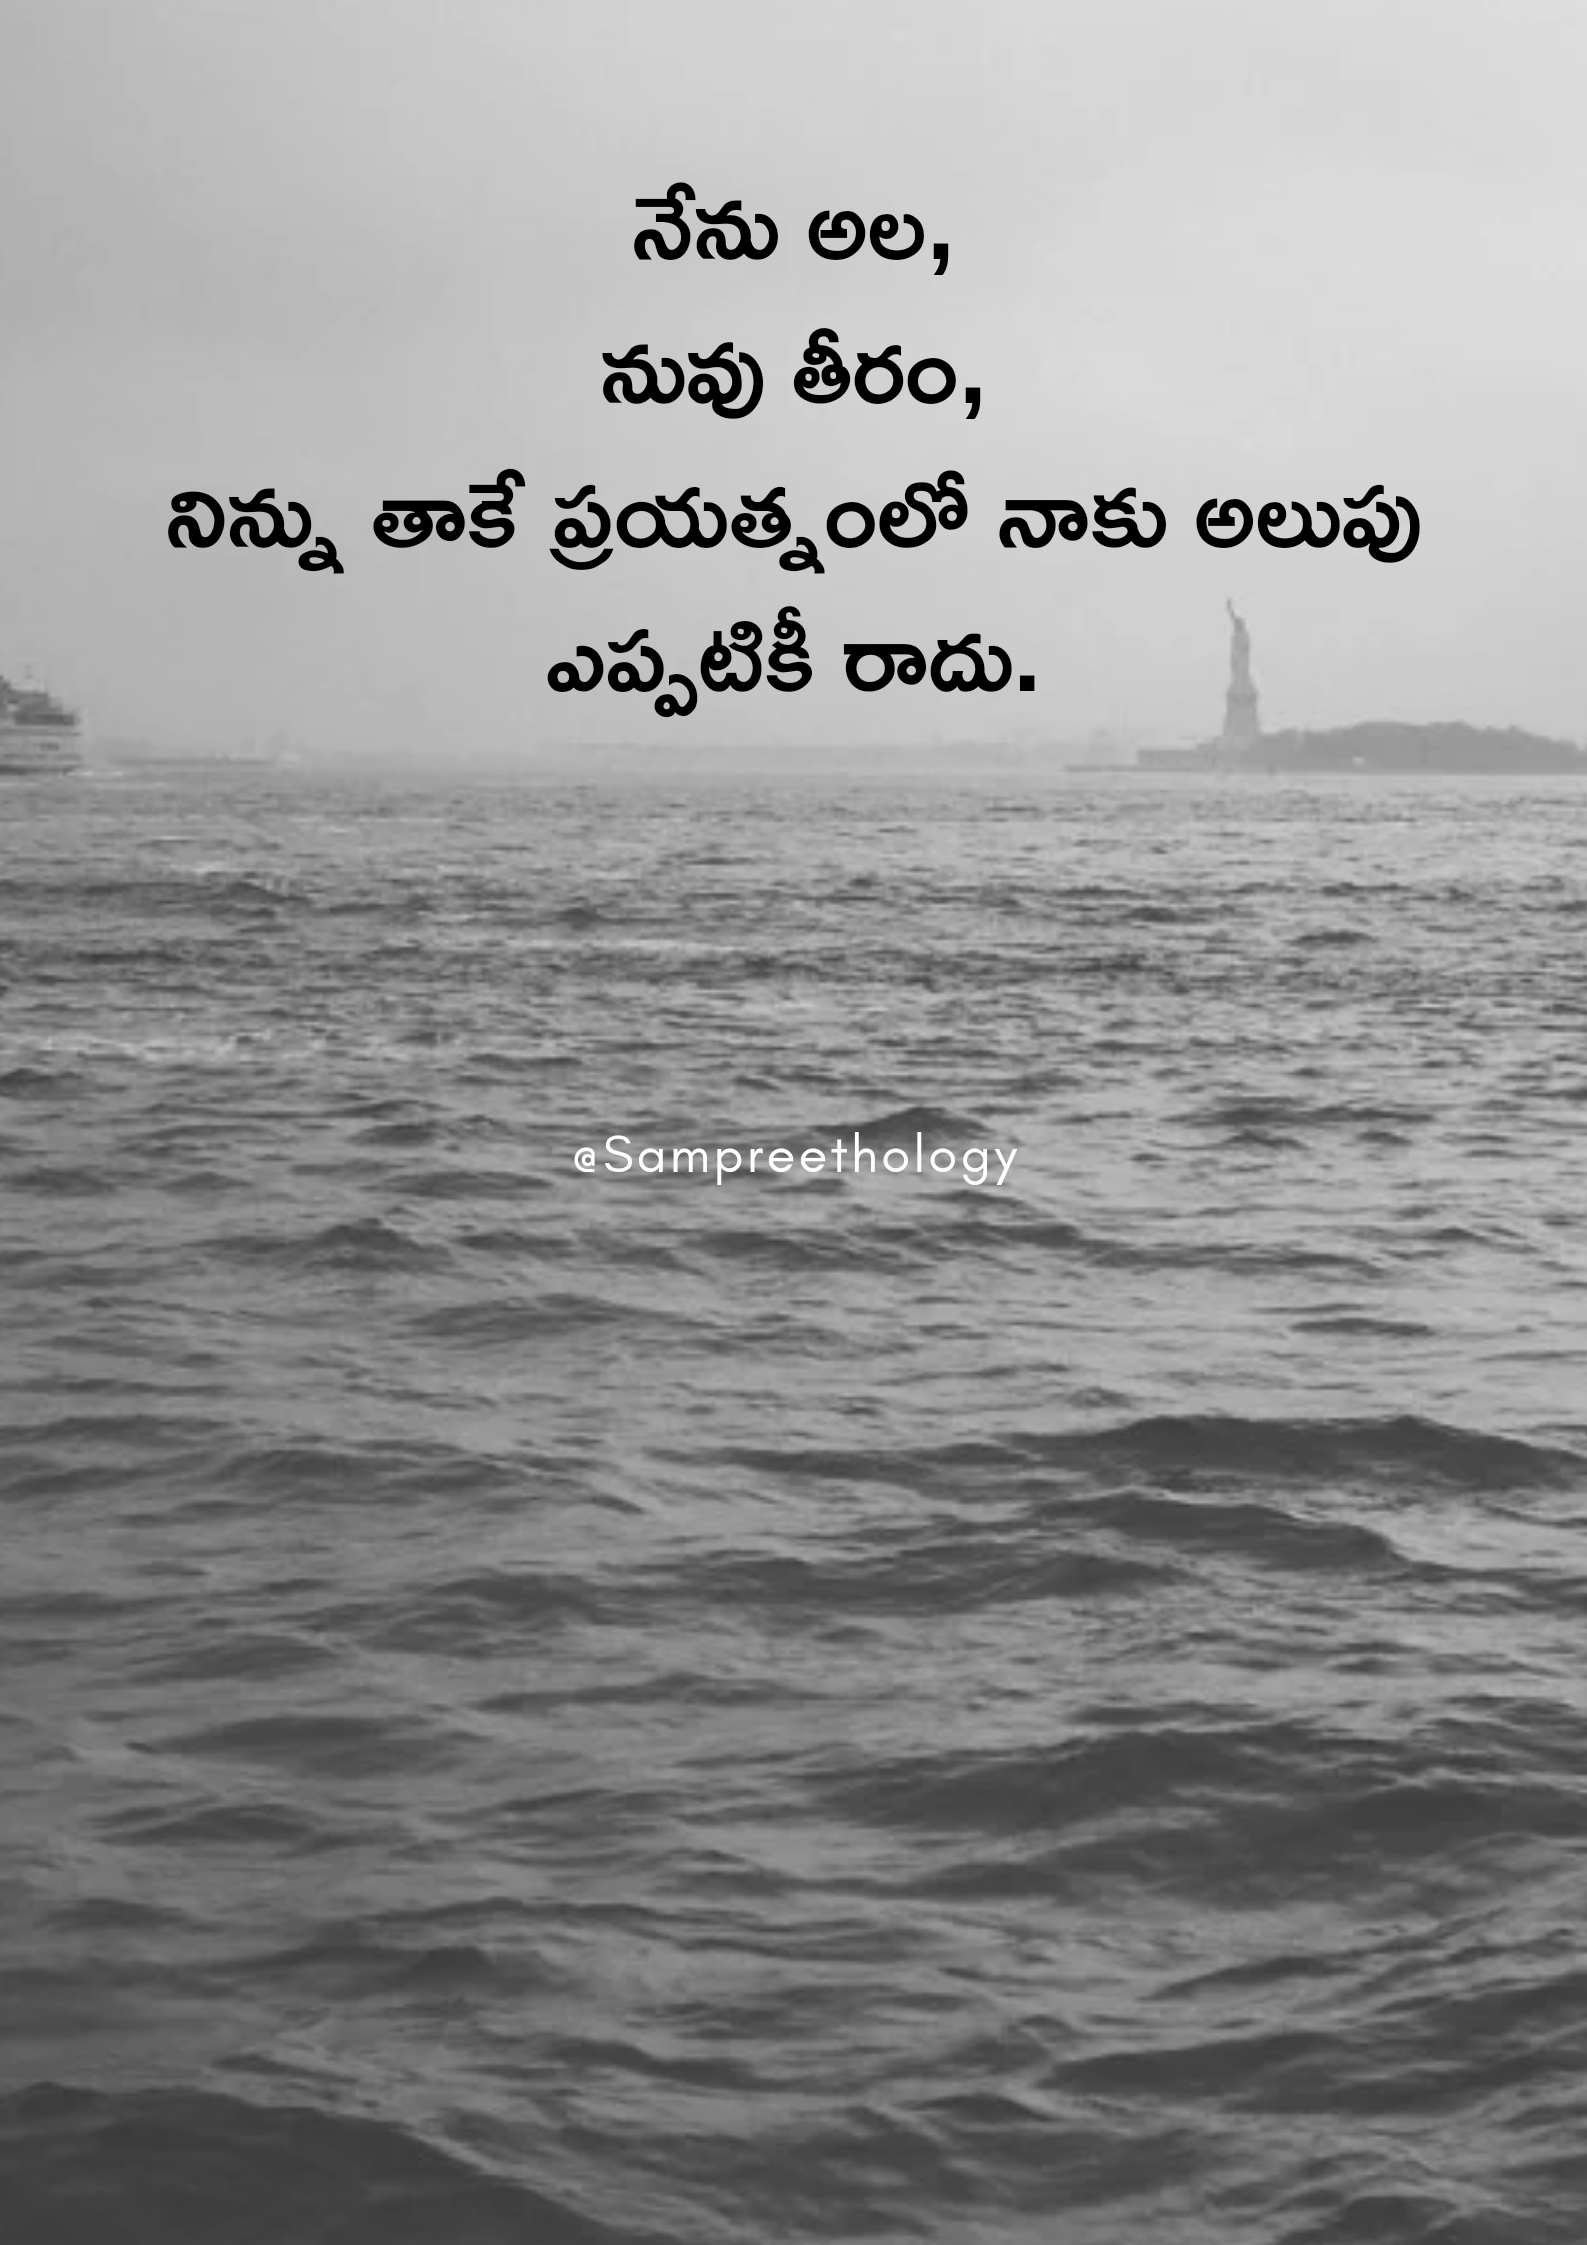 నేను అల,
నువు తీరం,
నిన్ను తాకే ప్రయత్నంలో నాకు అలుపు
ఎప్పటికీ రాదు.
@Sampreethology